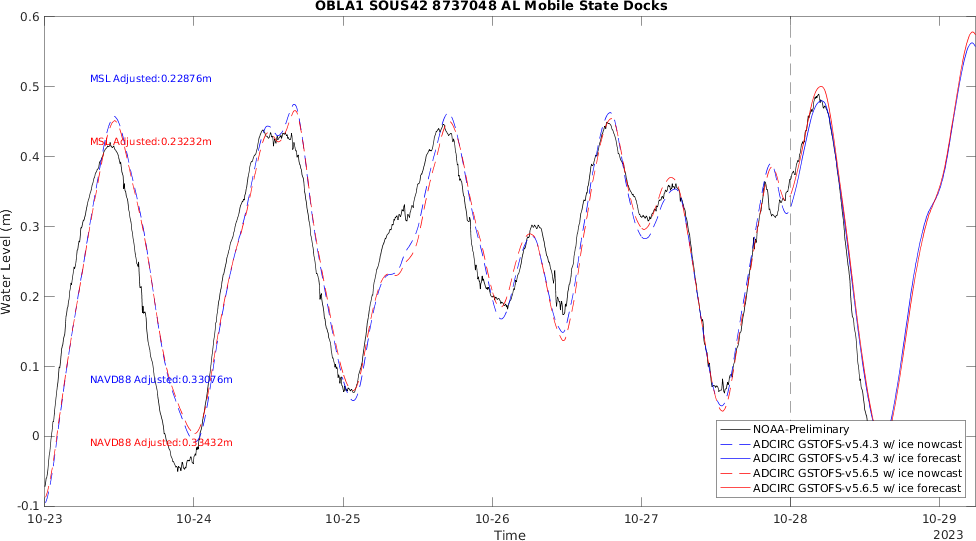 OBLA1 SOUS42 8737048 AL Mobile State Docks
0.6
0.5
0.4
0.3
0.2
0.1
0
-0.1
Water Level (m)
MSL Adjusted:0.22876m
MSL Adjusted:0.23232m
NAVD88 Adjusted:0.33076m
NAVD88 Adjusted:0.33432m
NOAA-Preliminary
ADCIRC GSTOFS-v5.4.3 w/ ice nowcast
ADCIRC GSTOFS-v5.4.3 w/ ice forecast
ADCIRC GSTOFS-v5.6.5 w/ ice nowcast
ADCIRC GSTOFS-v5.6.5 w/ ice forecast
10-23 10-24 10-25 10-26 10-27 10-28 10-29
Time
2023